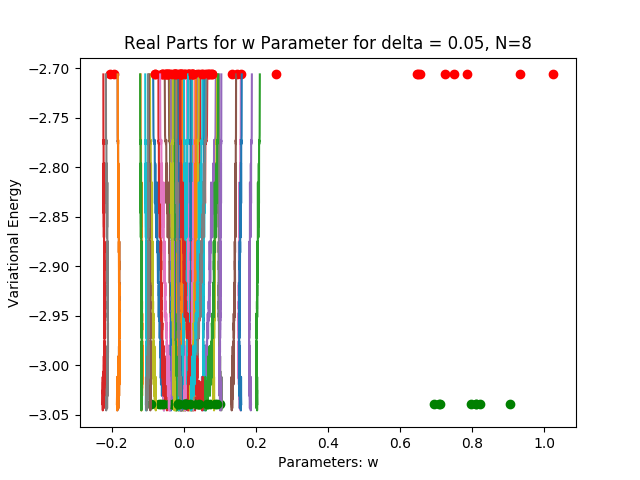 Real Parts for w Parameter for delta = 0.05, N=8
Variational Energy
−2.70
−2.75
−2.80
−2.85
−2.90
−2.95
−3.00
−3.05
−0.2 0.0 0.2 0.4 0.6 0.8 1.0
Parameters: w